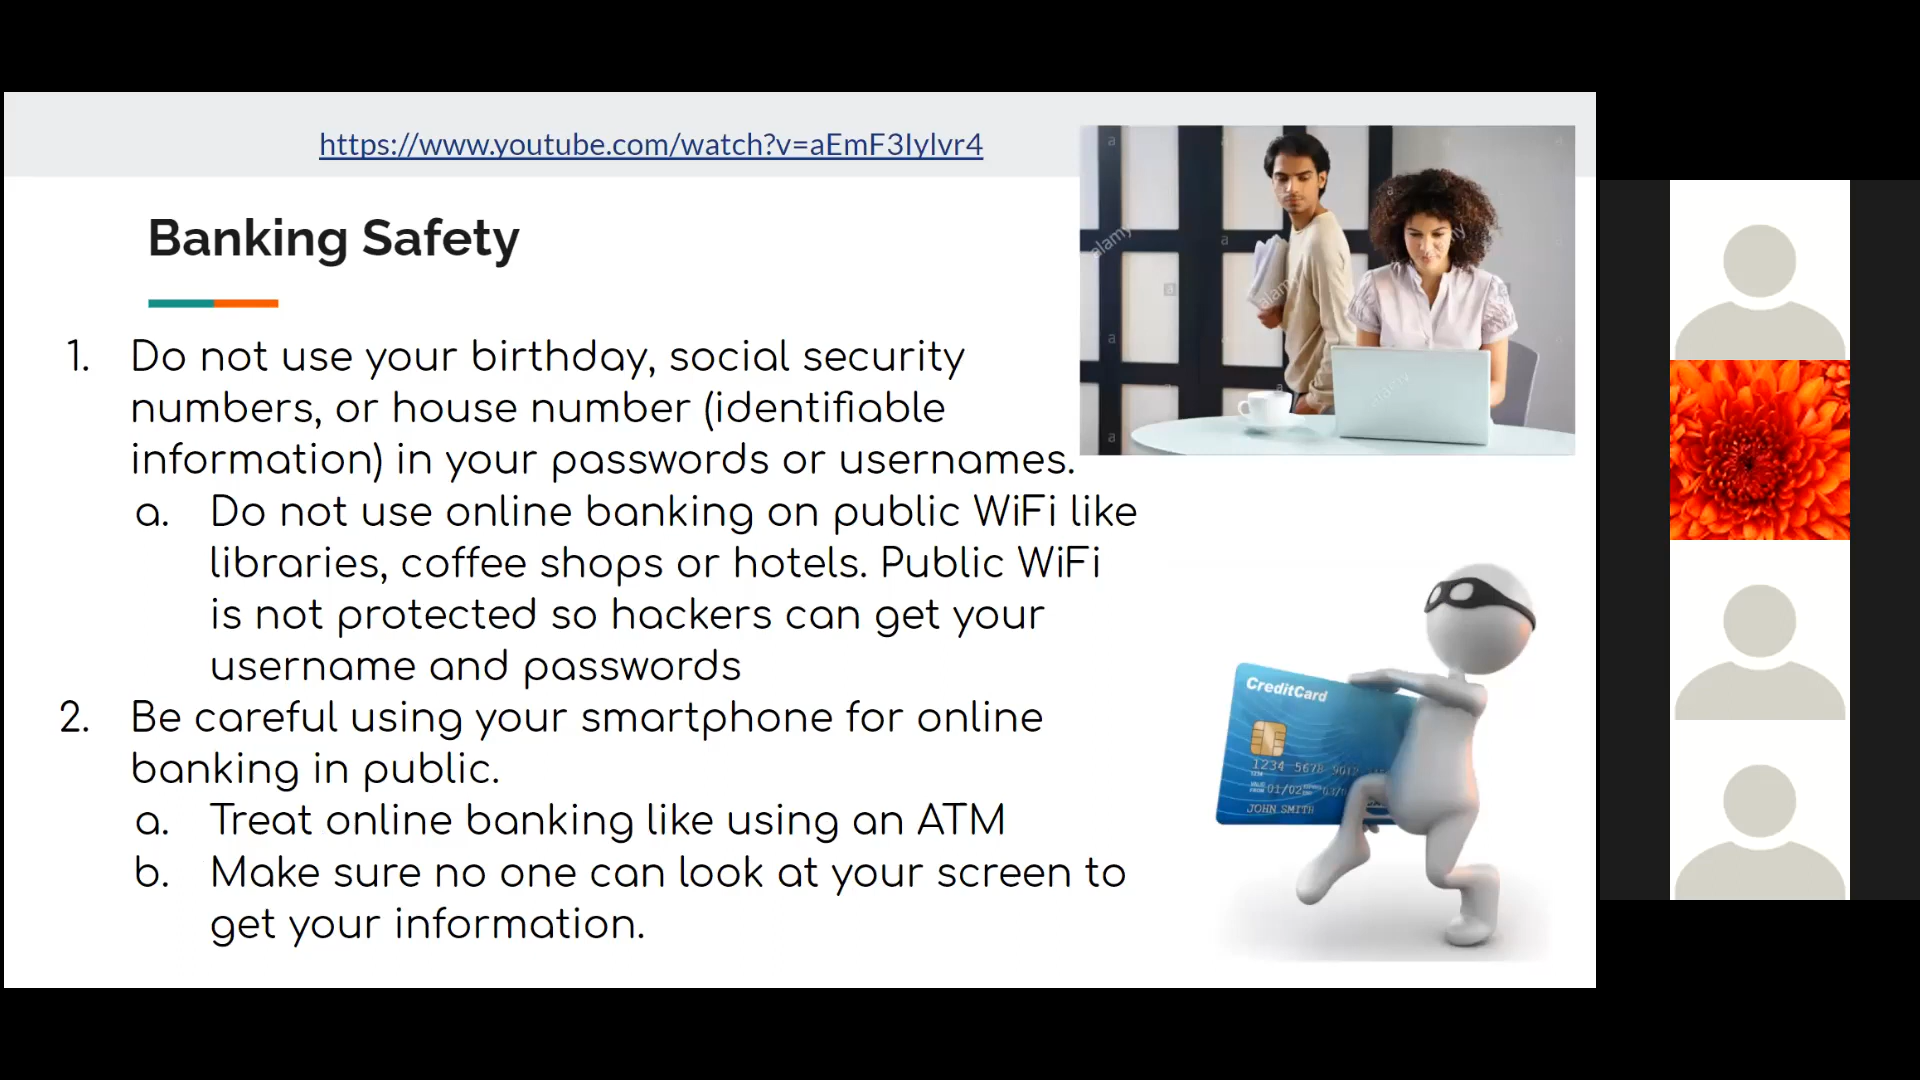 https://www.youtube.com/watch?v=aEmF3Iylvr4
Banking Safety
1. Do not use your birthday, social security
numbers, or house number (identifiable
information) in your passwords or usernames.
a. Do not use online banking on public WiFi like
libraries, coffee shops or hotels. Public WiFi
is not protected so hackers can get your
username and passwords
2. Be careful using your smartphone for online
banking in public.
a. Treat online banking like using an ATM
b. Make sure no one can look at your screen to
get your information.
alamy
alamy
alamy
alamy
CreditCard
1234 5678 9012
1234
01/02
JOHN SMITH